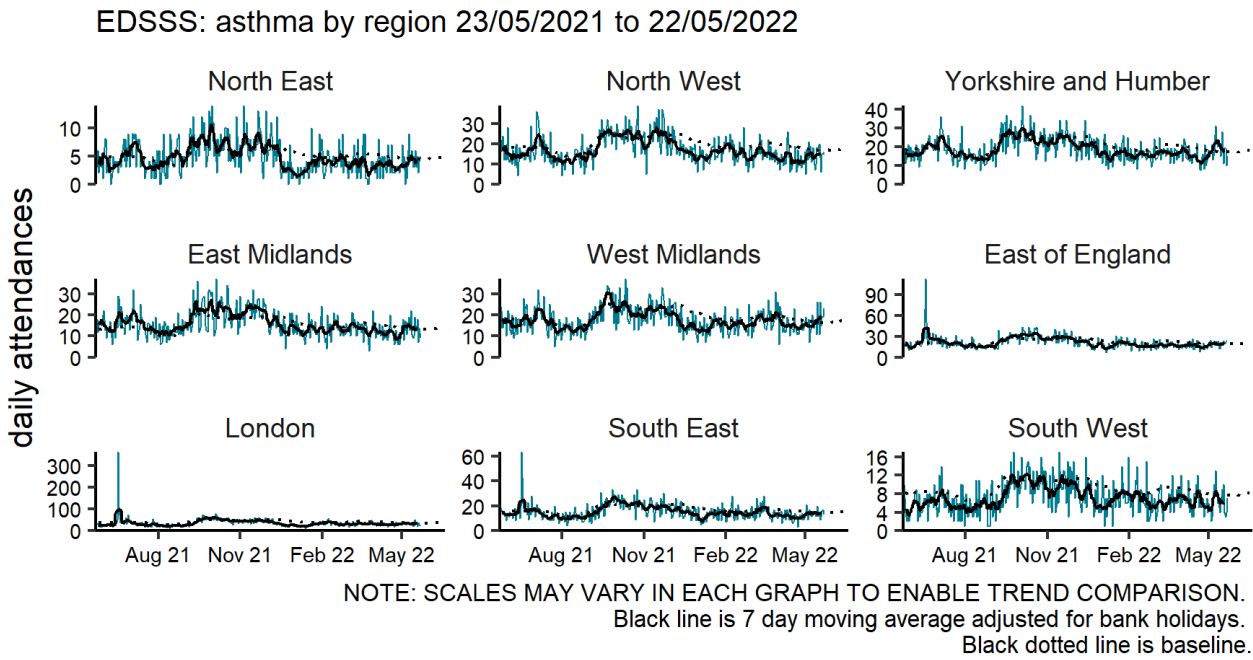 EDSSS: asthma by region 23/05/2021 to 22/05/2022
North East
North West
Yorkshire and Humber
10
5
0
30
20
10
0
40
30
20
10
0
daily attendances
East Midlands
West Midlands
East of England
30
20
10
0
30
20
10
0
90
60
30
0
London
South East
South West
300
200
100
0
60
40
20
0
16
12
8
4
0
Aug 21 Nov 21 Feb 22 May 22
Aug 21 Nov 21 Feb 22 May 22
Aug 21 Nov 21 Feb 22 May 22
NOTE: SCALES MAY VARY IN EACH GRAPH TO ENABLE TREND COMPARISON.
Black line is 7 day moving average adjusted for bank holidays.
Black dotted line is baseline.